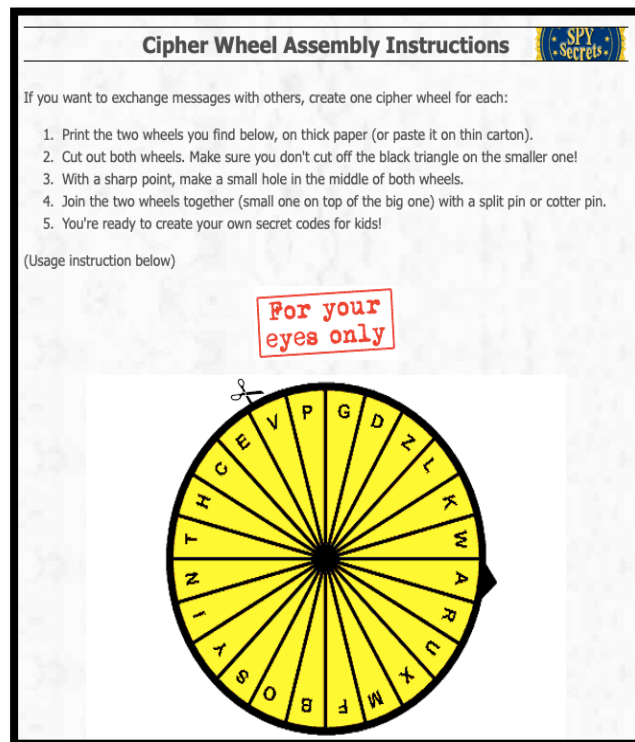 Cipher Wheel Assembly Instructions
SPY
Secrets
If you want to exchange messages with others, create one cipher wheel for each:
1. Print the two wheels you find below, on thick paper (or paste it on thin carton).
2. Cut out both wheels. Make sure you don't cut off the black triangle on the smaller one!
3. With a sharp point, make a small hole in the middle of both wheels.
4. Join the two wheels together (small one on top of the big one) with a split pin or cotter pin.
5. You're ready to create your own secret codes for kids!
(Usage instruction below)
For your
eyes only
G D Z L K W A R U X M F B O S Y I N T H C E V P